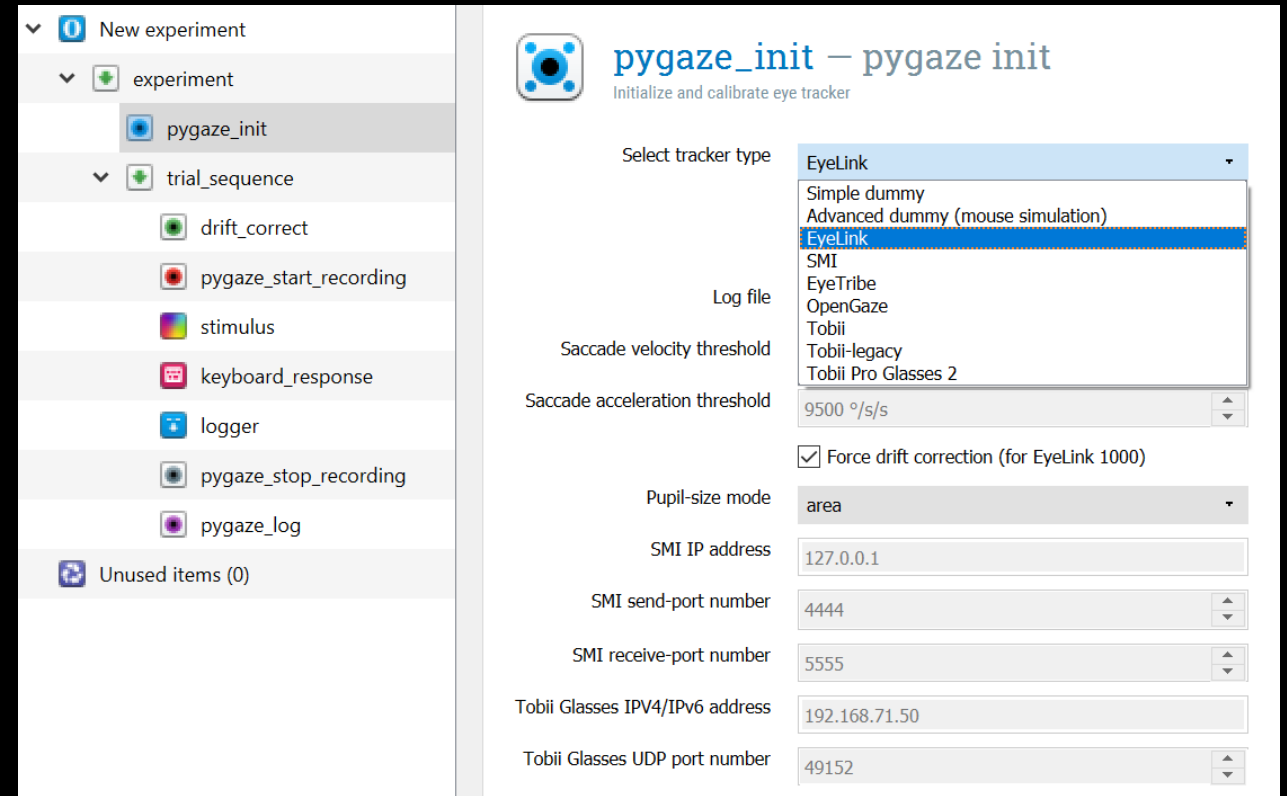 New experiment
experiment
pygaze_init
trial_sequence
drift_correct
pygaze_start_recording
stimulus
keyboard_response
logger
pygaze_stop_recording
pygaze_log
Unused items (0)
pygaze_init — pygaze init
Initialize and calibrate eye tracker
Select tracker type
EyeLink
Simple dummy
Advanced dummy (mouse simulation)
EyeLink
SMI
EyeTribe
OpenGaze
Tobii
Tobii-legacy
Tobii Pro Glasses 2
Log file
Saccade velocity threshold
Saccade acceleration threshold
9500 °/s/s
Force drift correction (for EyeLink 1000)
Pupil-size mode
area
SMI IP address
127.0.0.1
SMI send-port number
4444
SMI receive-port number
5555
Tobii Glasses IPV4/IPv6 address
192.168.71.50
Tobii Glasses UDP port number
49152